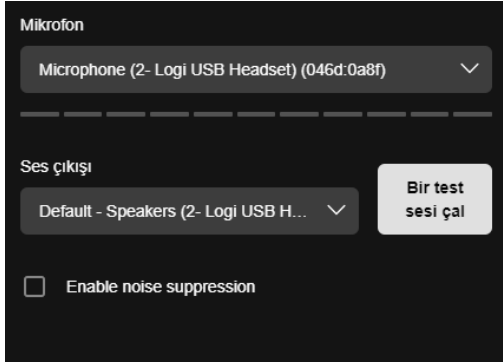 Mikrofon
Microphone (2- Logi USB Headset) (046d:0a8f)
Ses çıkışı
Default - Speakers (2- Logi USB H...
Bir test
sesi çal
Enable noise suppression